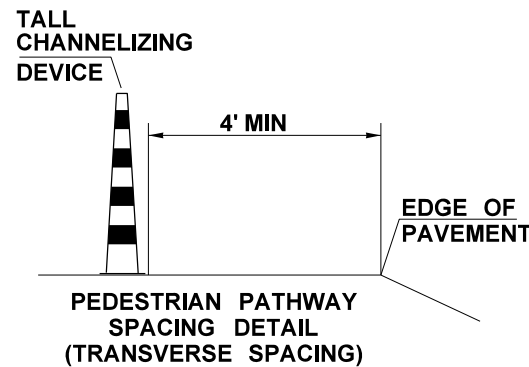 TALL
CHANNELIZING
DEVICE
4' MIN
EDGE OF
PAVEMENT
PEDESTRIAN PATHWAY
SPACING DETAIL
(TRANSVERSE SPACING)